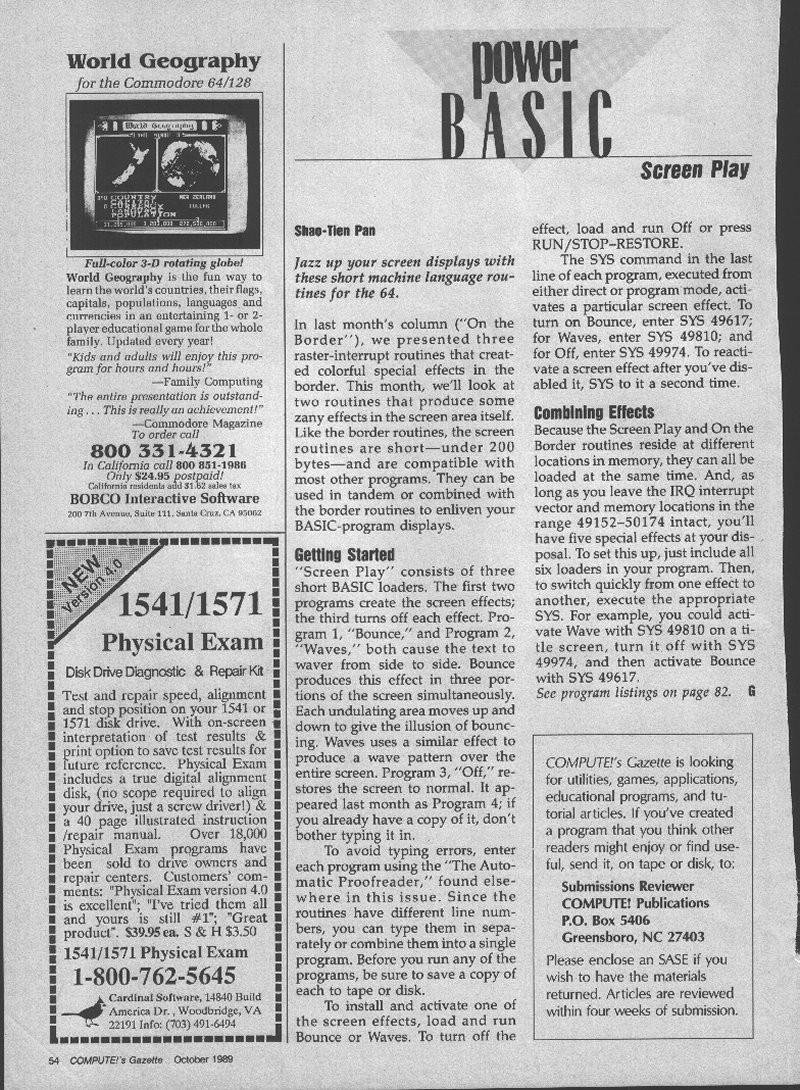 World Geography
for the Commodore 64/128
World Geography
COUNTRY
NEW ZEALAND
CURRENCY
POPULATION
Full-color 3-D rotating globe!
World Geography is the fun way to
learn the world's countries, their flags,
capitals, populations, languages and
currencies in an entertaining 1- or 2-
player educational game for the whole
family. Updated every year!
"Kids and adults will enjoy this pro-
gram for hours and hours!"
—Family Computing
"The entire presentation is outstand-
ing . . . This is really an achievement!"
—Commodore Magazine
To order call
800 331-4321
In California call 800 851-1986
Only $24.95 postpaid!
California residents add $1.62 sales tax
BOBCO Interactive Software
200 7th Avenue, Suite 111, Santa Cruz, CA 95062
NEW
Version 4.0
1541/1571
Physical Exam
Disk Drive Diagnostic & Repair Kit
Test and repair speed, alignment
and stop position on your 1541 or
1571 disk drive. With on-screen
interpretation of test results &
print option to save test results for
future reference. Physical Exam
includes a true digital alignment
disk, (no scope required to align
your drive, just a screw driver!) &
a 40 page illustrated instruction
/repair manual. Over 18,000
Physical Exam programs have
been sold to drive owners and
repair centers. Customers' com-
ments: "Physical Exam version 4.0
is excellent"; "I've tried them all
and yours is still #1"; "Great
product". $39.95 ea. S & H $3.50
1541/1571 Physical Exam
1-800-762-5645
Cardinal Software, 14840 Build
America Dr., Woodbridge, VA
22191 Info: (703) 491-6494
power
BASIC
Screen Play
Shao-Tien Pan
Jazz up your screen displays with
these short machine language rou-
tines for the 64.
In last month's column ("On the
Border"), we presented three
raster-interrupt routines that creat-
ed colorful special effects in the
border. This month, we'll look at
two routines that produce some
zany effects in the screen area itself.
Like the border routines, the screen
routines are short—under 200
bytes—and are compatible with
most other programs. They can be
used in tandem or combined with
the border routines to enliven your
BASIC-program displays.
Getting Started
"Screen Play" consists of three
short BASIC loaders. The first two
programs create the screen effects;
the third turns off each effect. Pro-
gram 1, "Bounce," and Program 2,
"Waves," both cause the text to
waver from side to side. Bounce
produces this effect in three por-
tions of the screen simultaneously.
Each undulating area moves up and
down to give the illusion of bounc-
ing. Waves uses a similar effect to
produce a wave pattern over the
entire screen. Program 3, "Off," re-
stores the screen to normal. It ap-
peared last month as Program 4; if
you already have a copy of it, don't
bother typing it in.
To avoid typing errors, enter
each program using the "The Auto-
matic Proofreader," found else-
where in this issue. Since the
routines have different line num-
bers, you can type them in sepa-
rately or combine them into a single
program. Before you run any of the
programs, be sure to save a copy of
each to tape or disk.
To install and activate one of
the screen effects, load and run
Bounce or Waves. To turn off the
effect, load and run Off or press
RUN/STOP–RESTORE.
The SYS command in the last
line of each program, executed from
either direct or program mode, acti-
vates a particular screen effect. To
turn on Bounce, enter SYS 49617;
for Waves, enter SYS 49810; and
for Off, enter SYS 49974. To reacti-
vate a screen effect after you've dis-
abled it, SYS to it a second time.
Combining Effects
Because the Screen Play and On the
Border routines reside at different
locations in memory, they can all be
loaded at the same time. And, as
long as you leave the IRQ interrupt
vector and memory locations in the
range 49152–50174 intact, you'll
have five special effects at your dis-
posal. To set this up, just include all
six loaders in your program. Then,
to switch quickly from one effect to
another, execute the appropriate
SYS. For example, you could acti-
vate Wave with SYS 49810 on a ti-
tle screen, turn it off with SYS
49974, and then activate Bounce
with SYS 49617.
See program listings on page 82. G
COMPUTE!'s Gazette is looking
for utilities, games, applications,
educational programs, and tu-
torial articles. If you've created
a program that you think other
readers might enjoy or find use-
ful, send it, on tape or disk, to:
Submissions Reviewer
COMPUTE! Publications
P.O. Box 5406
Greensboro, NC 27403
Please enclose an SASE if you
wish to have the materials
returned. Articles are reviewed
within four weeks of submission.
54 COMPUTE!'s Gazette October 1989